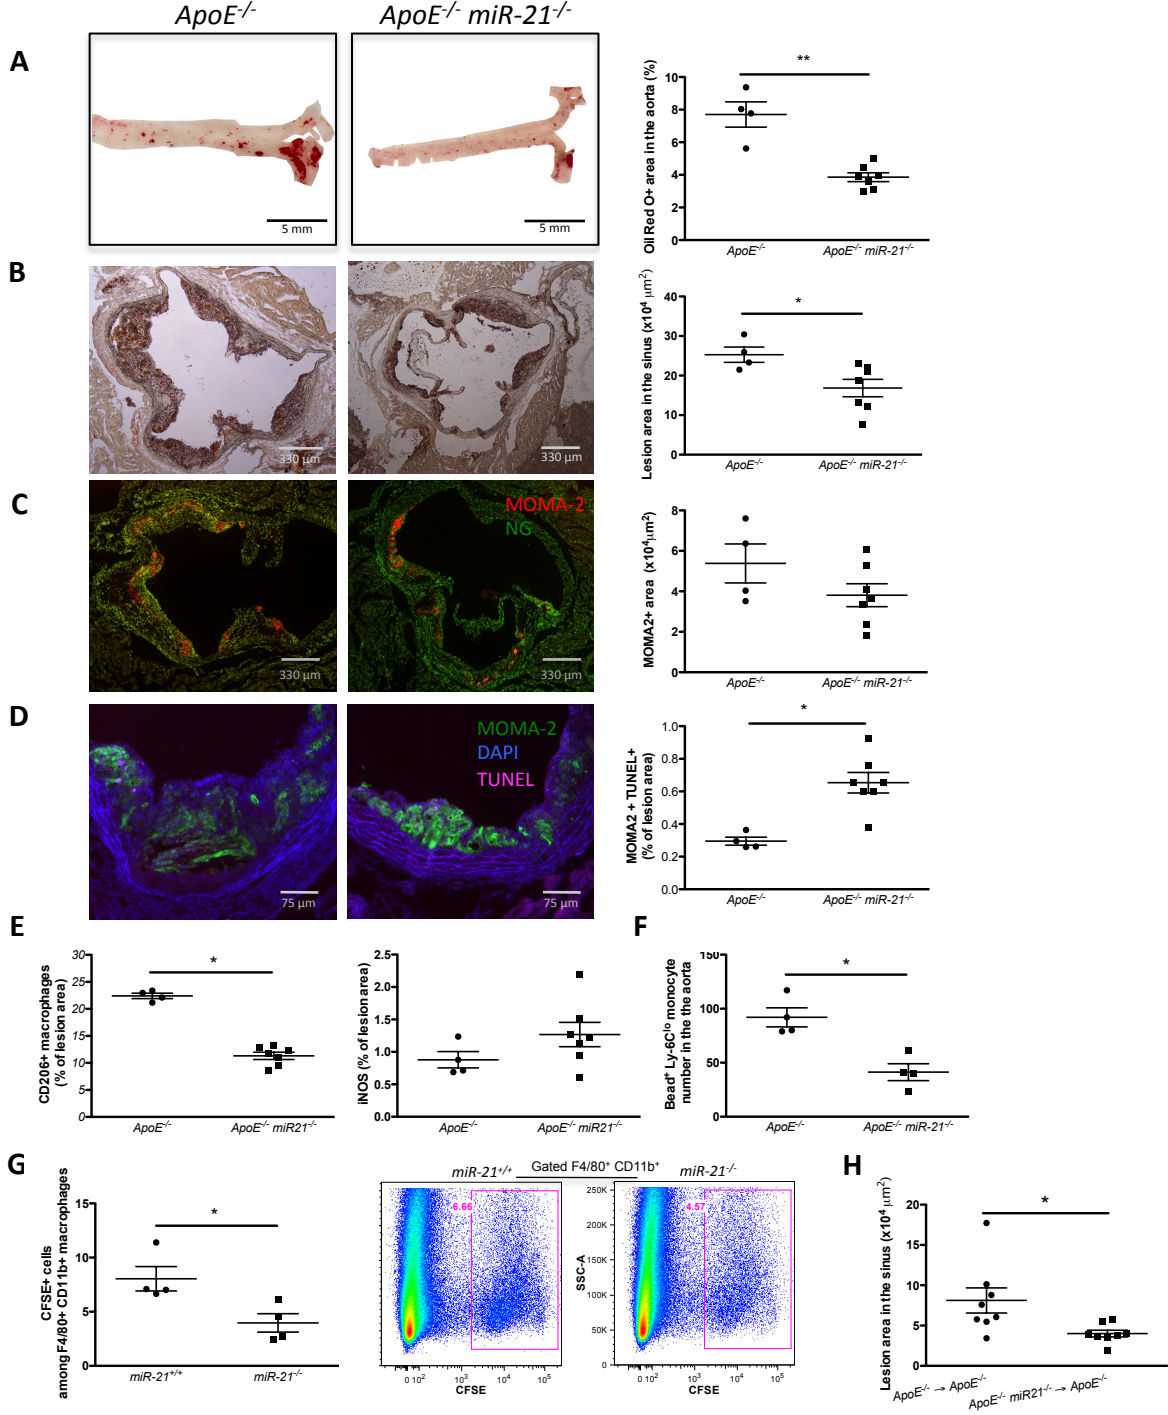 ApoE-/-
ApoE-/- miR-21-/-
A
5 mm
5 mm
Oil Red O+ area in the aorta (%)
10
8
6
4
2
0
**
ApoE-/-
ApoE-/- miR-21-/-
B
330 µm
330 µm
Lesion area in the sinus (x10⁴ µm²)
40
30
20
10
0
*
ApoE-/-
ApoE-/- miR-21-/-
C
MOMA-2
NG
330 µm
330 µm
MOMA2+ area (x10⁴µm²)
8
6
4
2
0
ApoE-/-
ApoE-/- miR-21-/-
D
MOMA-2
DAPI
TUNEL
75 µm
75 µm
MOMA2 + TUNEL+
(% of lesion area)
1.0
0.8
0.6
0.4
0.2
0.0
*
ApoE-/-
ApoE-/- miR-21-/-
E
CD206+ macrophages
(% of lesion area)
30
25
20
15
10
5
0
*
ApoE-/-
ApoE-/- miR21-/-
iNOS (% of lesion area)
2.5
2.0
1.5
1.0
0.5
0.0
ApoE-/-
ApoE-/- miR21-/-
F
Bead+ Ly-6Clo monocyte
number in the the aorta
150
100
50
0
*
ApoE-/-
ApoE-/- miR-21-/-
G
CFSE+ cells
among F4/80+ CD11b+ macrophages
15
10
5
0
*
miR-21+/+
miR-21-/-
Gated F4/80+ CD11b+
miR-21+/+
miR-21-/-
6.66
0 10² 10³ 10⁴ 10⁵
CFSE
SSC-A
250K
200K
150K
100K
50K
0
4.57
0 10² 10³ 10⁴ 10⁵
CFSE
H
Lesion area in the sinus (x10⁴ µm²)
20
15
10
5
0
*
ApoE-/- → ApoE-/-
ApoE-/- miR21-/- → ApoE-/-